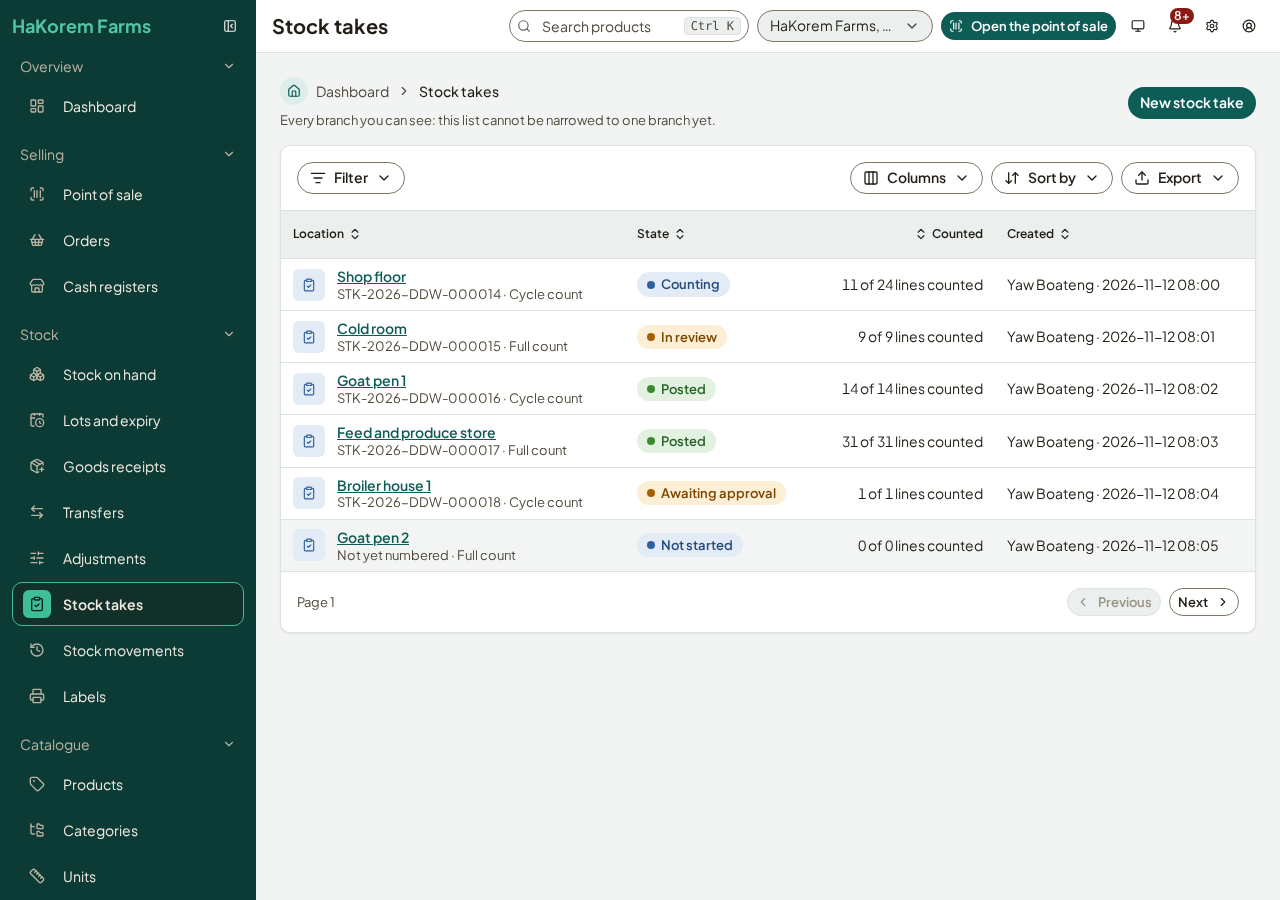 HaKorem Farms
Stock takes
Search products
Ctrl K
HaKorem Farms, ...
Open the point of sale
8+
Overview
Dashboard
Selling
Point of sale
Orders
Cash registers
Stock
Stock on hand
Lots and expiry
Goods receipts
Transfers
Adjustments
Stock takes
Stock movements
Labels
Catalogue
Products
Categories
Units
Dashboard > Stock takes
Every branch you can see: this list cannot be narrowed to one branch yet.
New stock take
Filter
Columns
Sort by
Export
Location State Counted Created
Shop floor
STK-2026-DDW-000014 · Cycle count
Counting
11 of 24 lines counted
Yaw Boateng · 2026-11-12 08:00
Cold room
STK-2026-DDW-000015 · Full count
In review
9 of 9 lines counted
Yaw Boateng · 2026-11-12 08:01
Goat pen 1
STK-2026-DDW-000016 · Cycle count
Posted
14 of 14 lines counted
Yaw Boateng · 2026-11-12 08:02
Feed and produce store
STK-2026-DDW-000017 · Full count
Posted
31 of 31 lines counted
Yaw Boateng · 2026-11-12 08:03
Broiler house 1
STK-2026-DDW-000018 · Cycle count
Awaiting approval
1 of 1 lines counted
Yaw Boateng · 2026-11-12 08:04
Goat pen 2
Not yet numbered · Full count
Not started
0 of 0 lines counted
Yaw Boateng · 2026-11-12 08:05
Page 1
Previous
Next